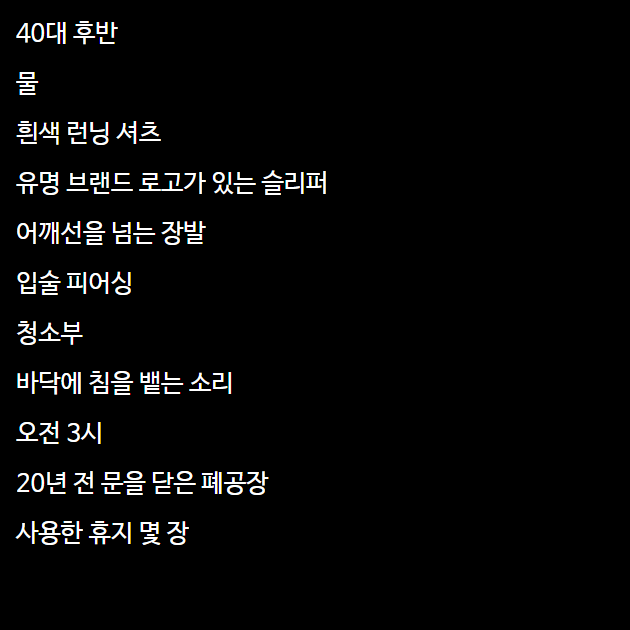 40대 후반
물
흰색 런닝 셔츠
유명 브랜드 로고가 있는 슬리퍼
어깨선을 넘는 장발
입술 피어싱
청소부
바닥에 침을 뱉는 소리
오전 3시
20년 전 문을 닫은 폐공장
사용한 휴지 몇 장